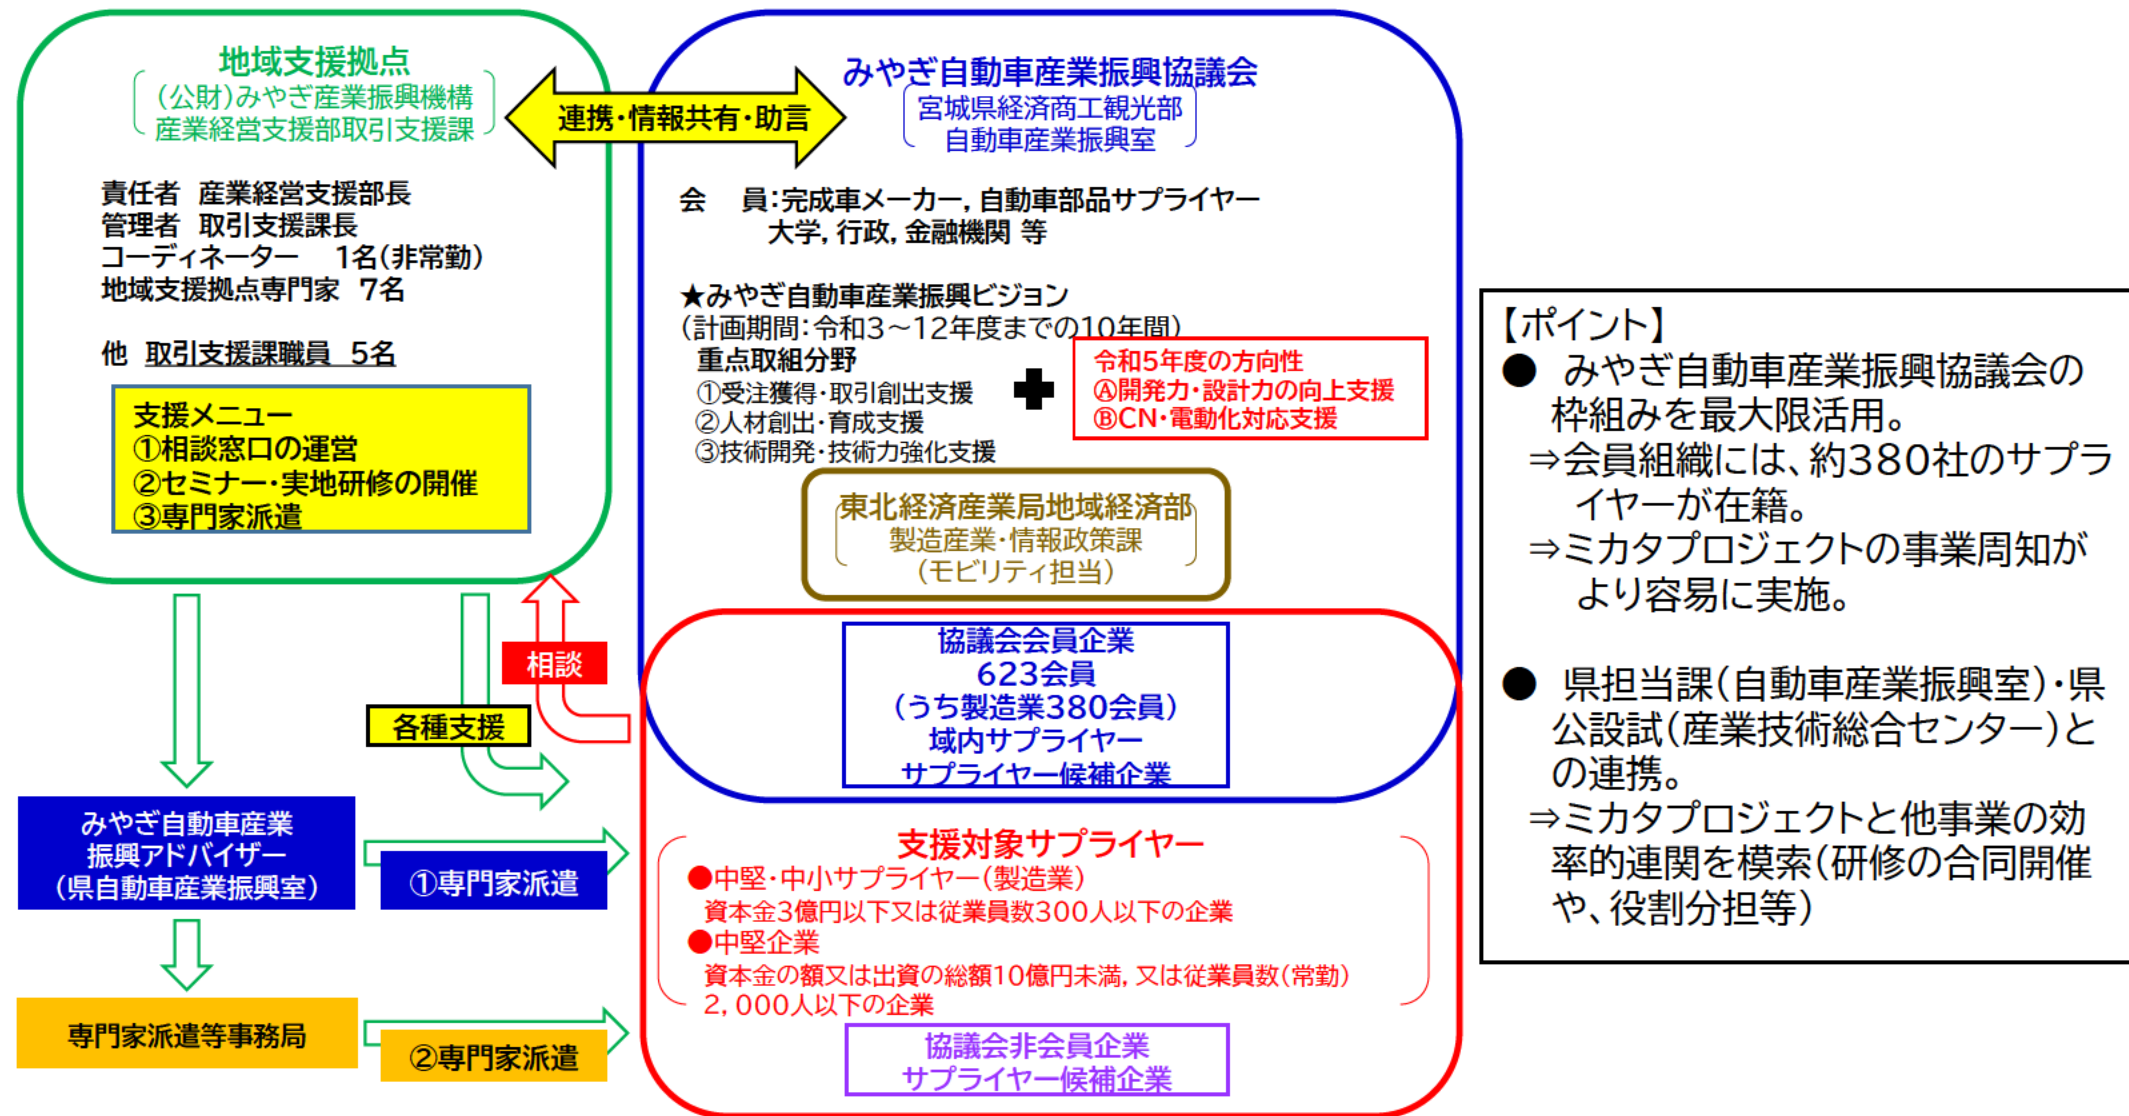 地域支援拠点
(公財)みやぎ産業振興機構
産業経営支援部取引支援課
責任者 産業経営支援部長
管理者 取引支援課長
コーディネーター 1名(非常勤)
地域支援拠点専門家 7名
他 取引支援課職員 5名
支援メニュー
①相談窓口の運営
②セミナー・実地研修の開催
③専門家派遣
連携・情報共有・助言
みやぎ自動車産業振興協議会
宮城県経済商工観光部
自動車産業振興室
会 員:完成車メーカー, 自動車部品サプライヤー
大学, 行政, 金融機関 等
★みやぎ自動車産業振興ビジョン
(計画期間:令和3~12年度までの10年間)
重点取組分野
①受注獲得・取引創出支援
②人材創出・育成支援
③技術開発・技術力強化支援
令和5年度の方向性
Ⓐ開発力・設計力の向上支援
ⒷCN・電動化対応支援
東北経済産業局地域経済部
製造産業・情報政策課
(モビリティ担当)
協議会会員企業
623会員
(うち製造業380会員)
域内サプライヤー
サプライヤー候補企業
相談
各種支援
みやぎ自動車産業
振興アドバイザー
(県自動車産業振興室)
①専門家派遣
専門家派遣等事務局
②専門家派遣
支援対象サプライヤー
●中堅・中小サプライヤー(製造業)
資本金3億円以下又は従業員数300人以下の企業
●中堅企業
資本金の額又は出資の総額10億円未満, 又は従業員数(常勤)
2,000人以下の企業
協議会非会員企業
サプライヤー候補企業
【ポイント】
● みやぎ自動車産業振興協議会の
枠組みを最大限活用。
⇒会員組織には、約380社のサプラ
イヤーが在籍。
⇒ミカタプロジェクトの事業周知が
より容易に実施。
● 県担当課(自動車産業振興室)・県
公設試(産業技術総合センター)と
の連携。
⇒ミカタプロジェクトと他事業の効
率的連関を模索(研修の合同開催
や、役割分担等)